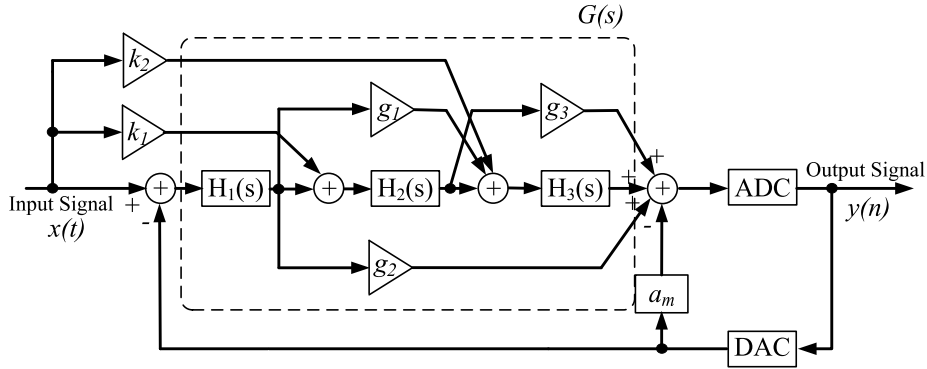 G(s)
k2
g1
g3
k1
+
+
Input Signal
x(t)
+
-
+
H1(s)
+
H2(s)
+
H3(s)
+
+
+
-
ADC
Output Signal
y(n)
g2
am
DAC